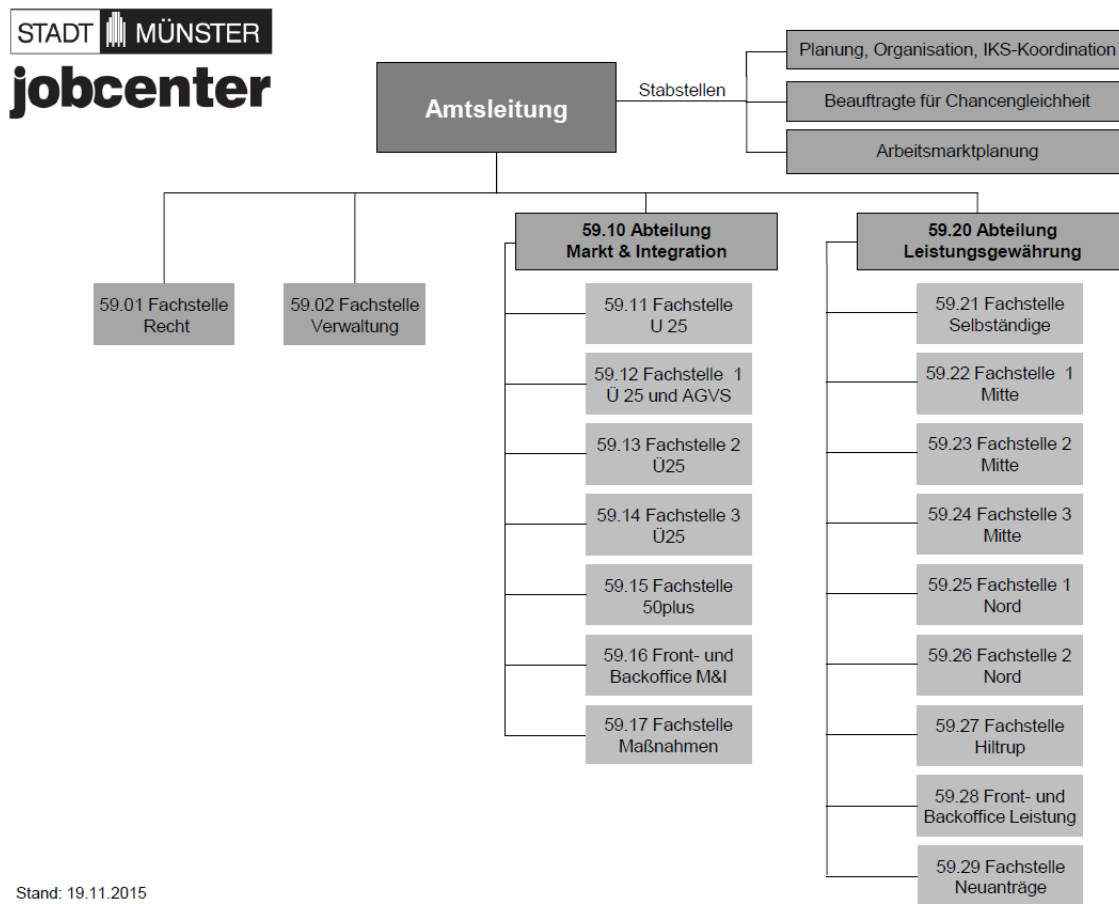 STADT MÜNSTER
jobcenter
Amtsleitung
Stabstellen
Planung, Organisation, IKS-Koordination
Beauftragte für Chancengleichheit
Arbeitsmarktplanung
59.01 Fachstelle
Recht
59.02 Fachstelle
Verwaltung
59.10 Abteilung
Markt & Integration
59.11 Fachstelle
U 25
59.12 Fachstelle 1
Ü 25 und AGVS
59.13 Fachstelle 2
Ü25
59.14 Fachstelle 3
Ü25
59.15 Fachstelle
50plus
59.16 Front- und
Backoffice M&I
59.17 Fachstelle
Maßnahmen
59.20 Abteilung
Leistungsgewährung
59.21 Fachstelle
Selbständige
59.22 Fachstelle 1
Mitte
59.23 Fachstelle 2
Mitte
59.24 Fachstelle 3
Mitte
59.25 Fachstelle 1
Nord
59.26 Fachstelle 2
Nord
59.27 Fachstelle
Hiltrup
59.28 Front- und
Backoffice Leistung
59.29 Fachstelle
Neuanträge
Stand: 19.11.2015